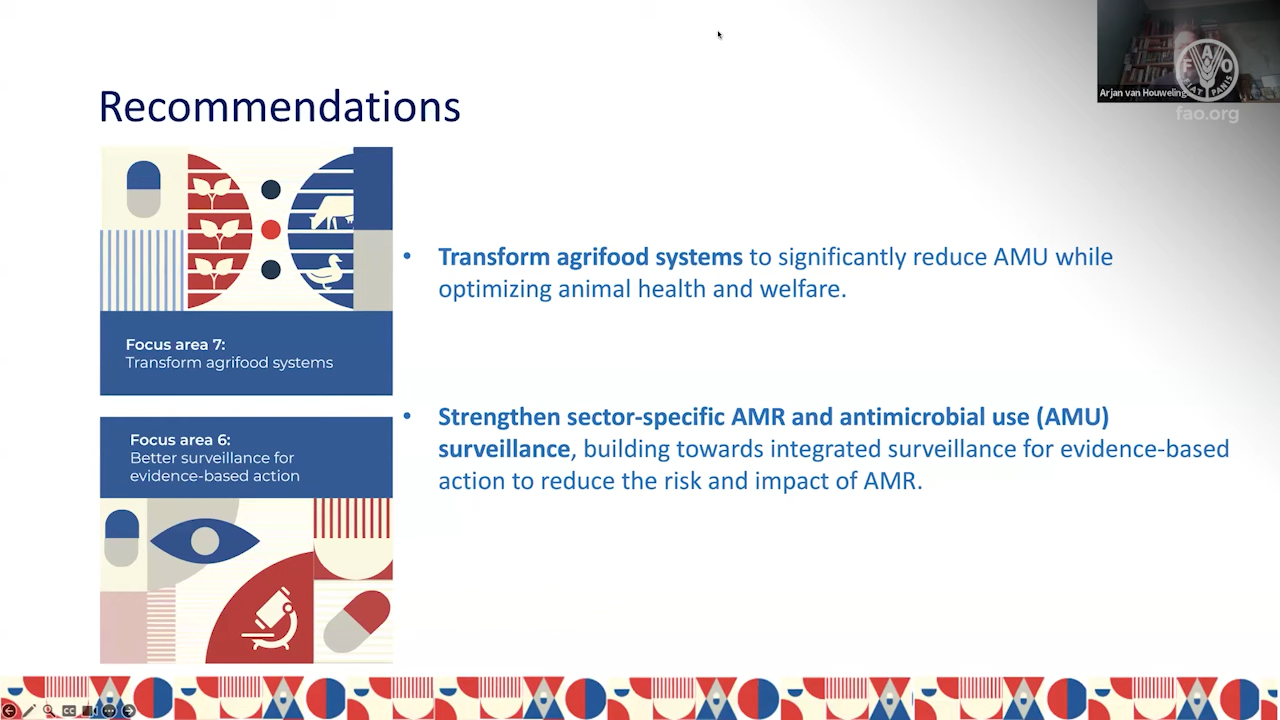 Recommendations
Focus area 7:
Transform agrifood systems
• Transform agrifood systems to significantly reduce AMU while
optimizing animal health and welfare.
Focus area 6:
Better surveillance for
evidence-based action
• Strengthen sector-specific AMR and antimicrobial use (AMU)
surveillance, building towards integrated surveillance for evidence-based
action to reduce the risk and impact of AMR.
Arjan van Houweling
F A O
FIAT PANIS
fao.org
CC